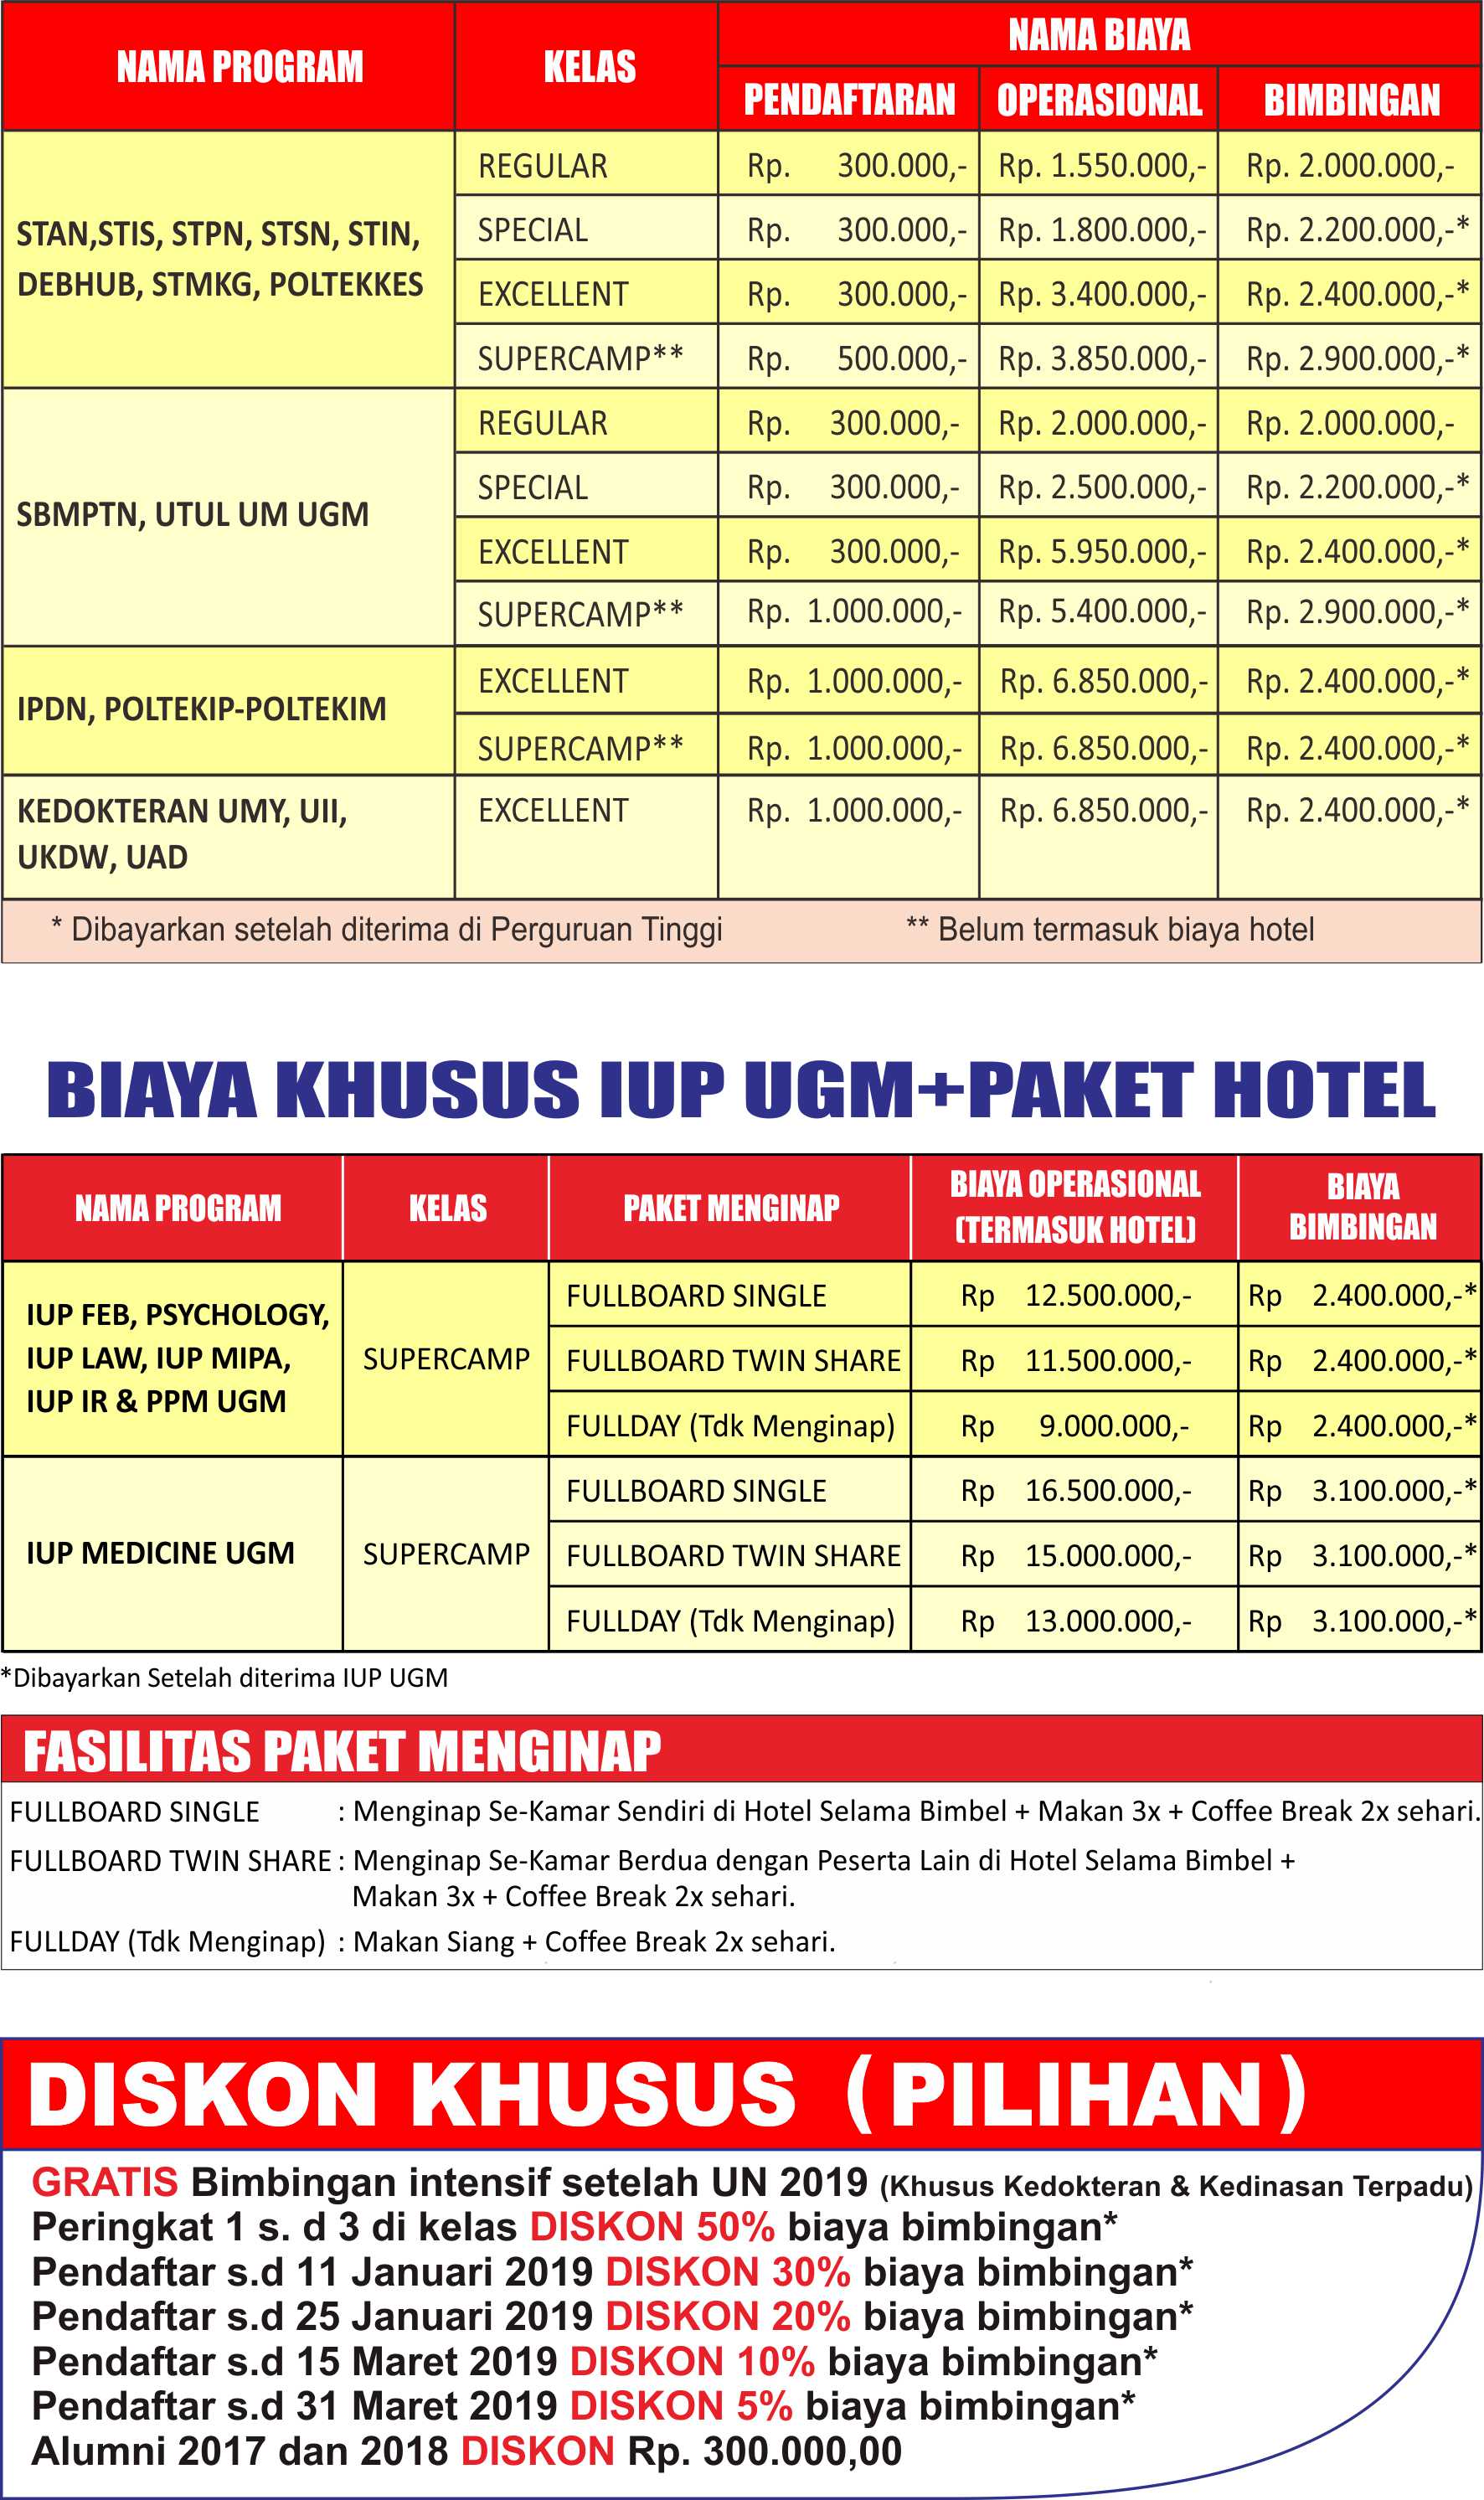 NAMA PROGRAM KELAS NAMA BIAYA
PENDAFTARAN OPERASIONAL BIMBINGAN
STAN,STIS, STPN, STSN, STIN,
DEBHUB, STMKG, POLTEKKES
REGULAR Rp. 300.000,- Rp. 1.550.000,- Rp. 2.000.000,-
SPECIAL Rp. 300.000,- Rp. 1.800.000,- Rp. 2.200.000,-*
EXCELLENT Rp. 300.000,- Rp. 3.400.000,- Rp. 2.400.000,-*
SUPERCAMP** Rp. 500.000,- Rp. 3.850.000,- Rp. 2.900.000,-*
SBMPTN, UTUL UM UGM
REGULAR Rp. 300.000,- Rp. 2.000.000,- Rp. 2.000.000,-
SPECIAL Rp. 300.000,- Rp. 2.500.000,- Rp. 2.200.000,-*
EXCELLENT Rp. 300.000,- Rp. 5.950.000,- Rp. 2.400.000,-*
SUPERCAMP** Rp. 1.000.000,- Rp. 5.400.000,- Rp. 2.900.000,-*
IPDN, POLTEKIP-POLTEKIM
EXCELLENT Rp. 1.000.000,- Rp. 6.850.000,- Rp. 2.400.000,-*
SUPERCAMP** Rp. 1.000.000,- Rp. 6.850.000,- Rp. 2.400.000,-*
KEDOKTERAN UMY, UII,
UKDW, UAD
EXCELLENT Rp. 1.000.000,- Rp. 6.850.000,- Rp. 2.400.000,-*
* Dibayarkan setelah diterima di Perguruan Tinggi ** Belum termasuk biaya hotel
BIAYA KHUSUS IUP UGM+PAKET HOTEL
NAMA PROGRAM KELAS PAKET MENGINAP
BIAYA OPERASIONAL
(TERMASUK HOTEL)
BIAYA
BIMBINGAN
IUP FEB, PSYCHOLOGY,
IUP LAW, IUP MIPA,
IUP IR & PPM UGM
SUPERCAMP
FULLBOARD SINGLE Rp 12.500.000,- Rp 2.400.000,-*
FULLBOARD TWIN SHARE Rp 11.500.000,- Rp 2.400.000,-*
FULLDAY (Tdk Menginap) Rp 9.000.000,- Rp 2.400.000,-*
IUP MEDICINE UGM
SUPERCAMP
FULLBOARD SINGLE Rp 16.500.000,- Rp 3.100.000,-*
FULLBOARD TWIN SHARE Rp 15.000.000,- Rp 3.100.000,-*
FULLDAY (Tdk Menginap) Rp 13.000.000,- Rp 3.100.000,-*
*Dibayarkan Setelah diterima IUP UGM
FASILITAS PAKET MENGINAP
FULLBOARD SINGLE : Menginap Se-Kamar Sendiri di Hotel Selama Bimbel + Makan 3x + Coffee Break 2x sehari.
FULLBOARD TWIN SHARE : Menginap Se-Kamar Berdua dengan Peserta Lain di Hotel Selama Bimbel +
Makan 3x + Coffee Break 2x sehari.
FULLDAY (Tdk Menginap) : Makan Siang + Coffee Break 2x sehari.
DISKON KHUSUS (PILIHAN)
GRATIS Bimbingan intensif setelah UN 2019 (Khusus Kedokteran & Kedinasan Terpadu)
Peringkat 1 s. d 3 di kelas DISKON 50% biaya bimbingan*
Pendaftar s.d 11 Januari 2019 DISKON 30% biaya bimbingan*
Pendaftar s.d 25 Januari 2019 DISKON 20% biaya bimbingan*
Pendaftar s.d 15 Maret 2019 DISKON 10% biaya bimbingan*
Pendaftar s.d 31 Maret 2019 DISKON 5% biaya bimbingan*
Alumni 2017 dan 2018 DISKON Rp. 300.000,00